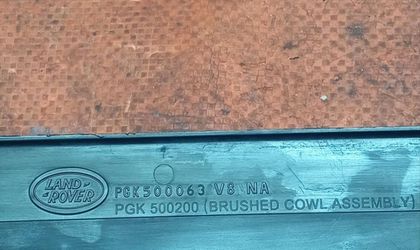 LAND
ROVER
PGK500063 V8 NA
PGK 500200 (BRUSHED COWL ASSEMBLY)